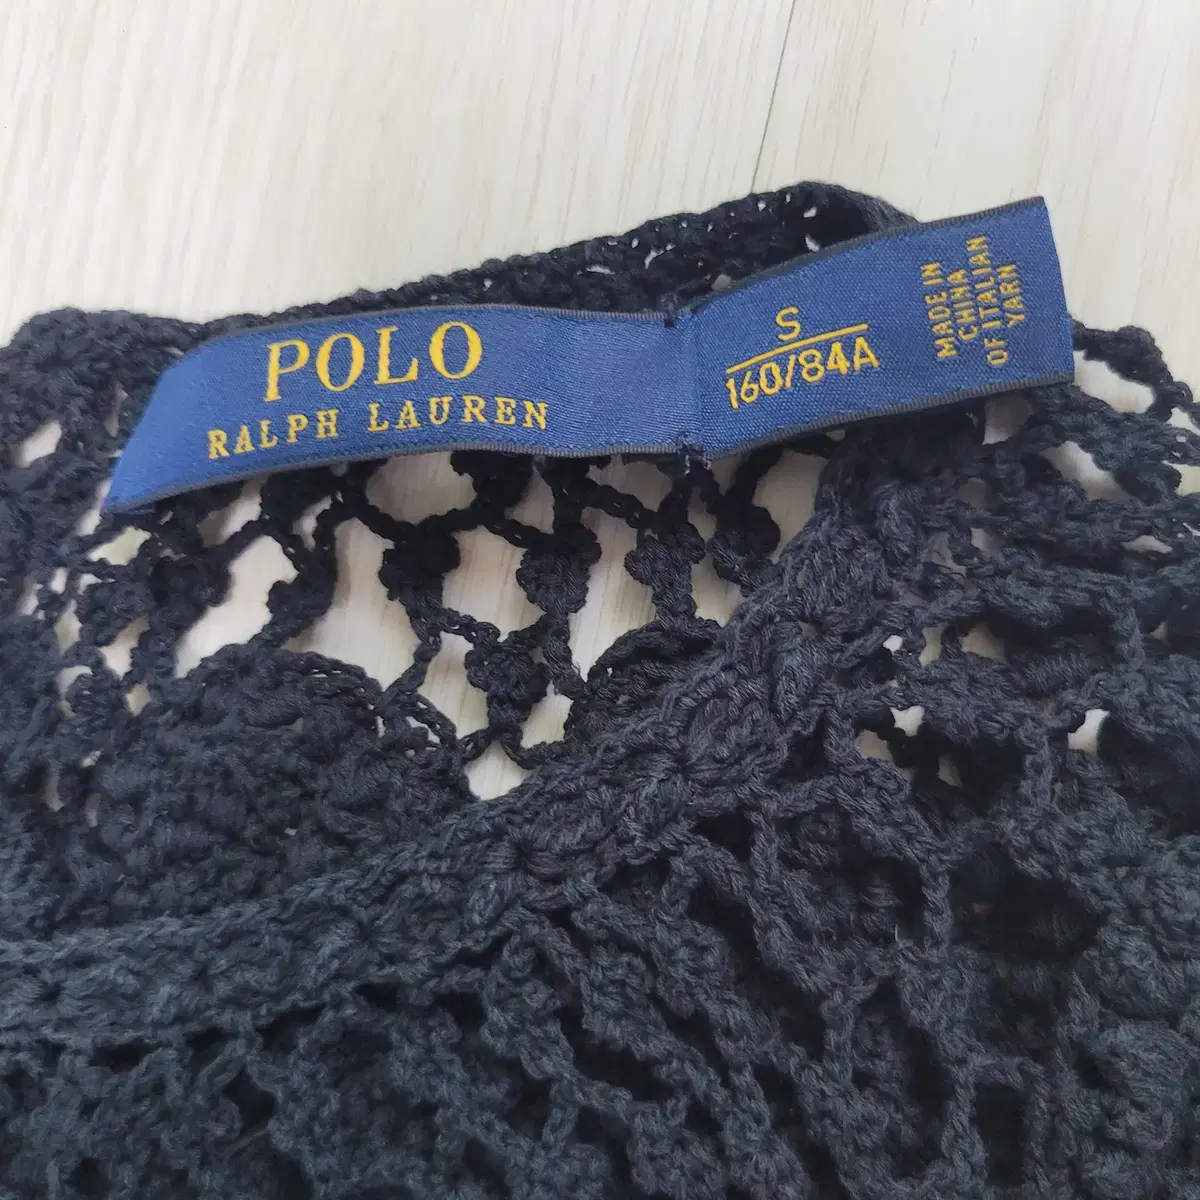 POLO
RALPH LAUREN
S
160/84A
MADE IN
CHINA
OF ITALIAN
YARN